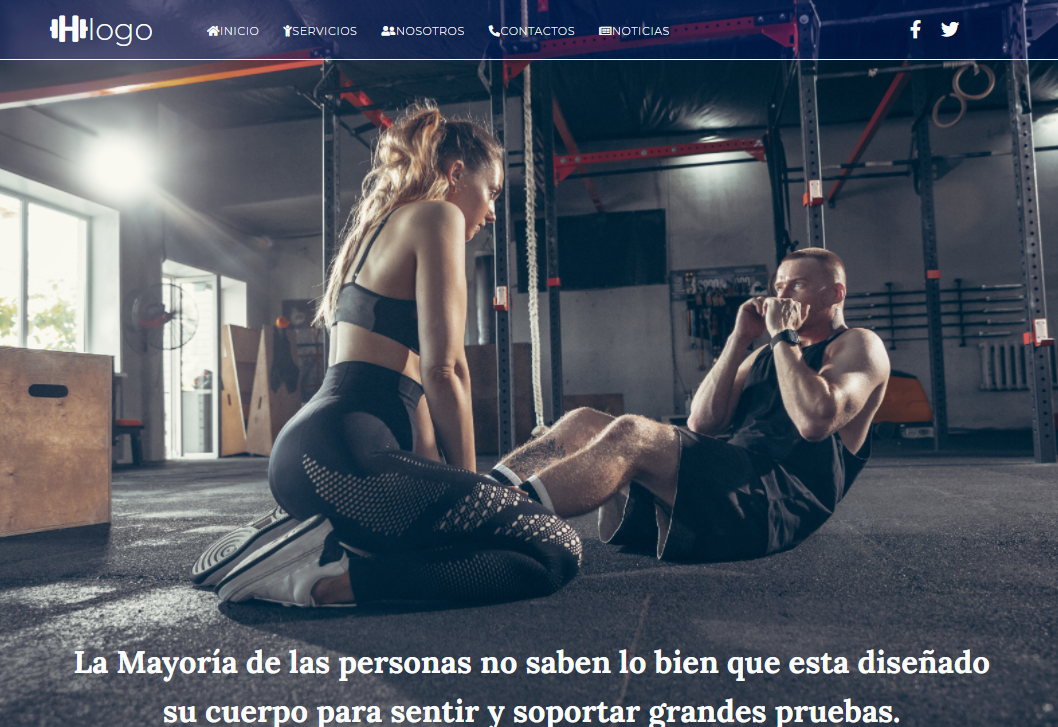 Hlogo
INICIO SERVICIOS NOSOTROS CONTACTOS NOTICIAS
La Mayoría de las personas no saben lo bien que esta diseñado
su cuerpo para sentir y soportar grandes pruebas.